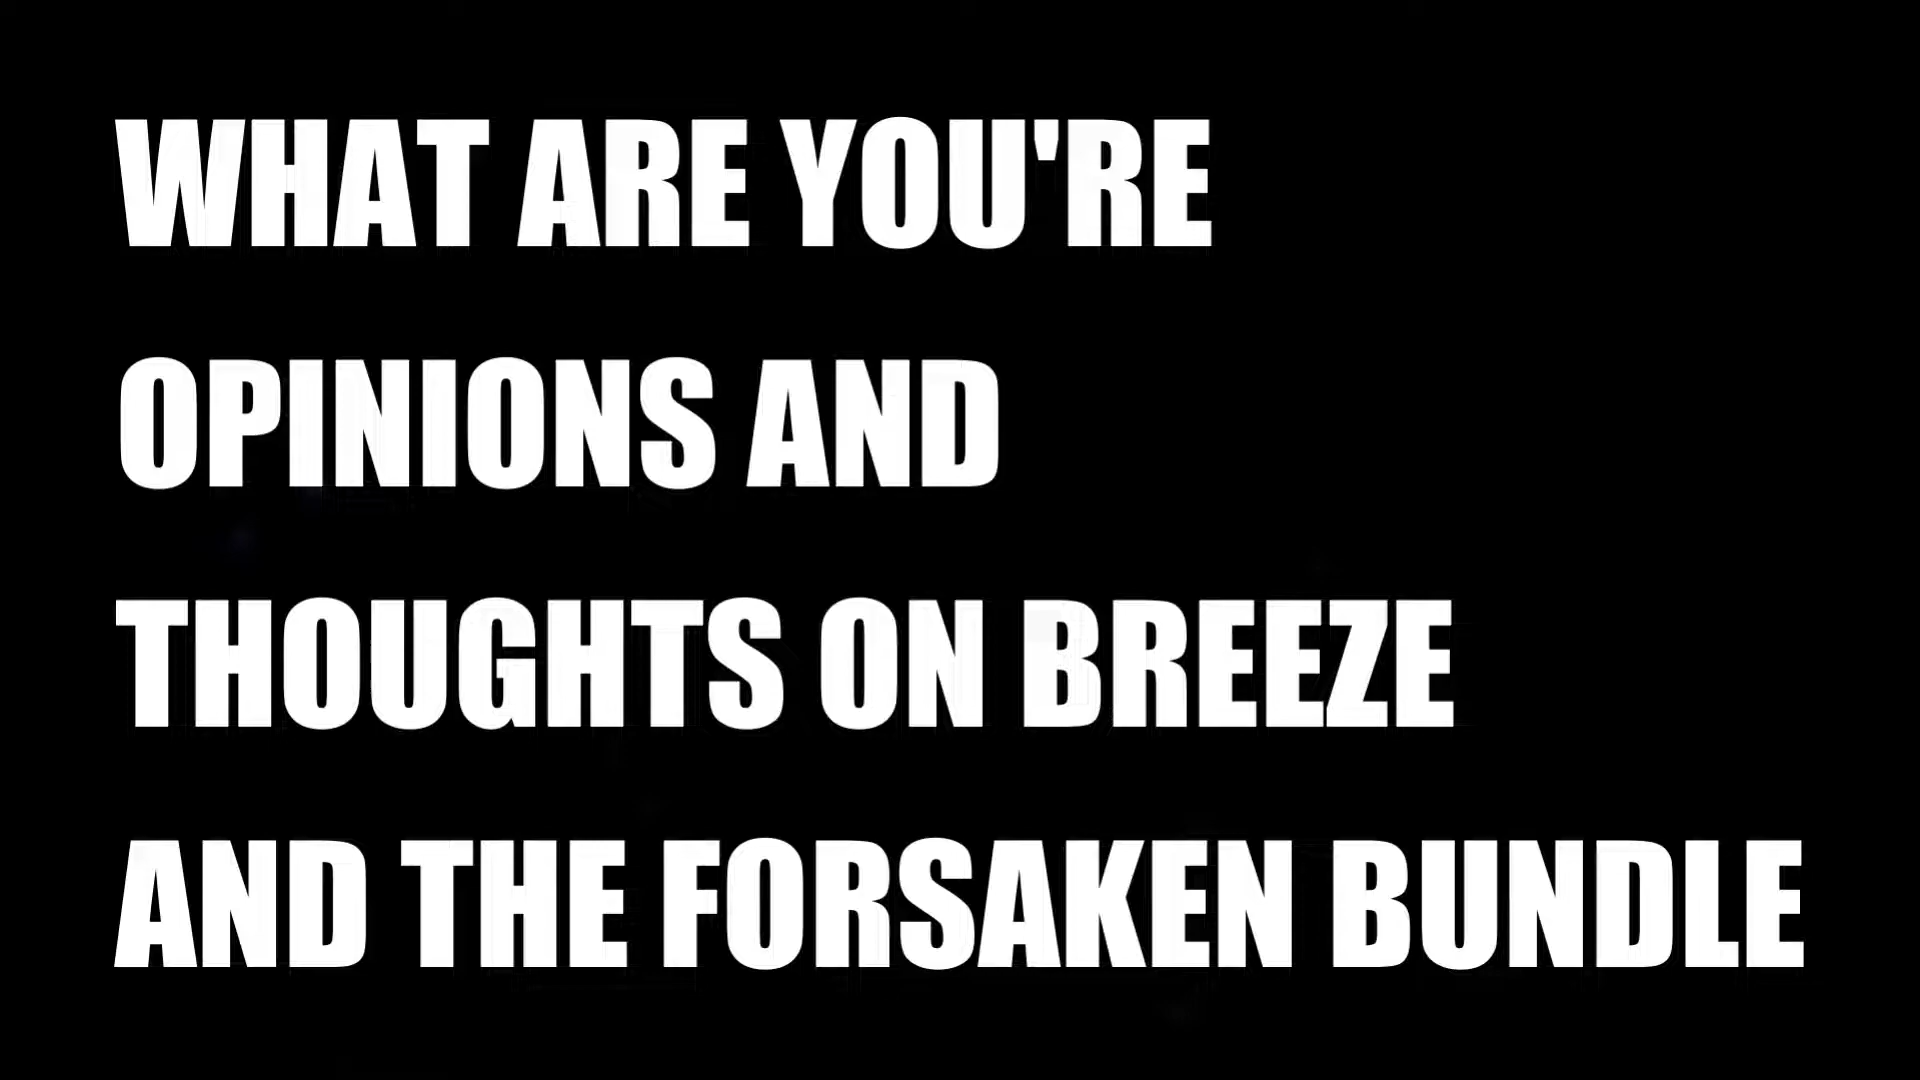 WHAT ARE YOU'RE
OPINIONS AND
THOUGHTS ON BREEZE
AND THE FORSAKEN BUNDLE